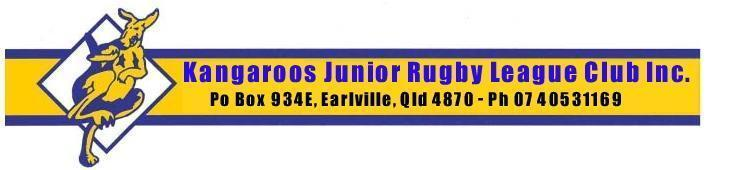 Kangaroos Junior Rugby League Club Inc.
Po Box 934E, Earlville, Qld 4870 - Ph 07 40531169